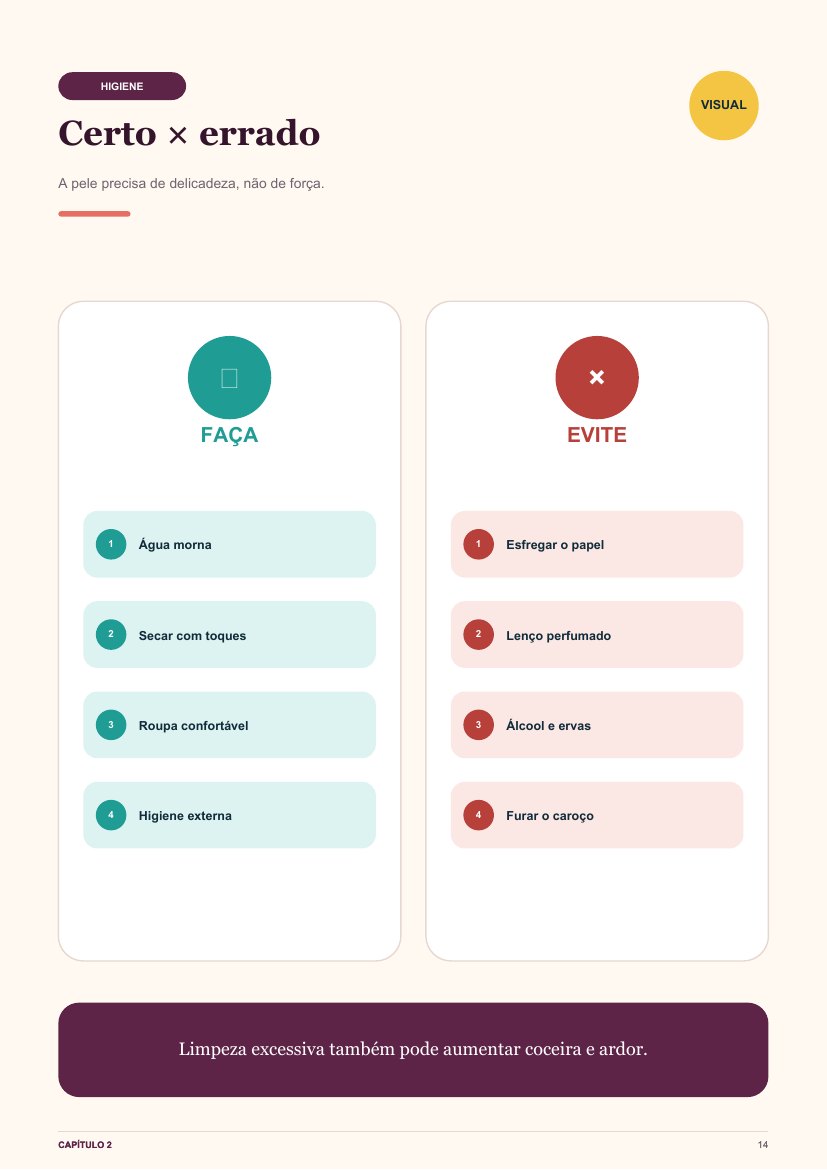 HIGIENE
VISUAL
Certo × errado
A pele precisa de delicadeza, não de força.
FAÇA
1 Água morna
2 Secar com toques
3 Roupa confortável
4 Higiene externa
×
EVITE
1 Esfregar o papel
2 Lenço perfumado
3 Álcool e ervas
4 Furar o caroço
Limpeza excessiva também pode aumentar coceira e ardor.
CAPÍTULO 2
14